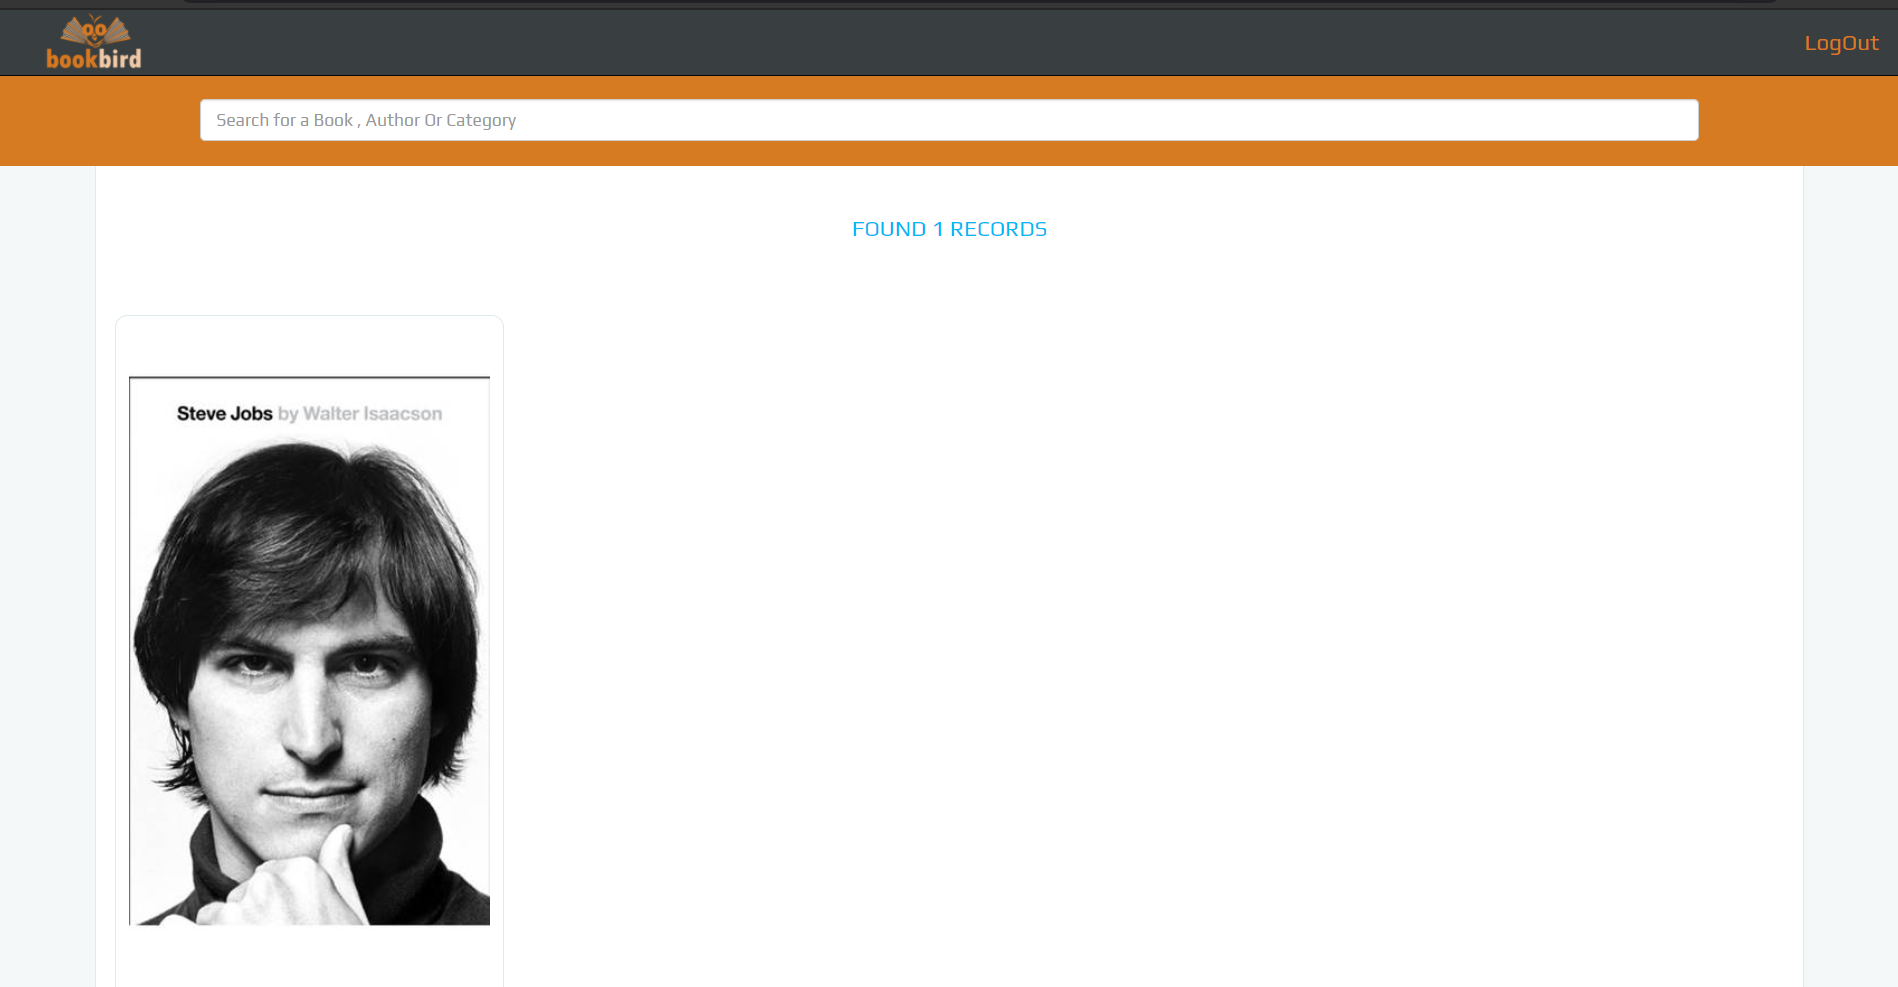 bookbird
LogOut
Search for a Book , Author Or Category
FOUND 1 RECORDS
Steve Jobs by Walter Isaacson